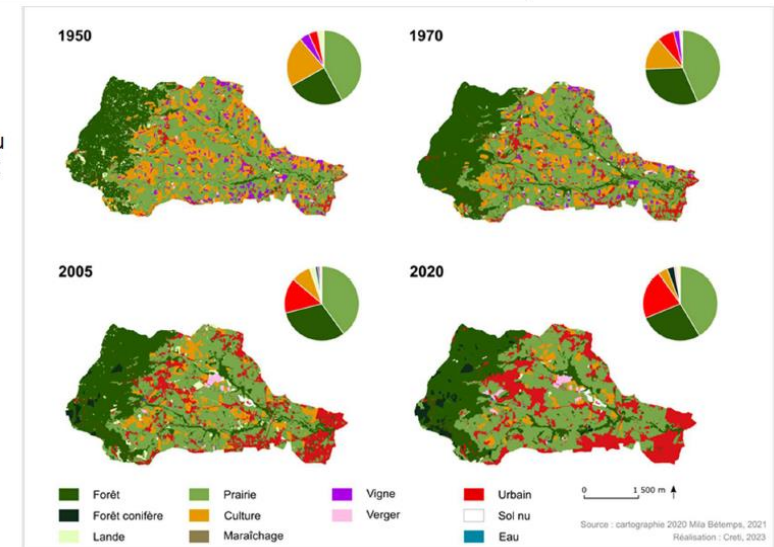 1950
1970
2005
2020
Forêt
Prairie
Vigne
Urbain
Forêt conifère
Culture
Verger
Sol nu
Lande
Maraîchage
Eau
0 1 500 m
Source : cartographie 2020 Mila Bétemps, 2021
Réalisation : Creti, 2023